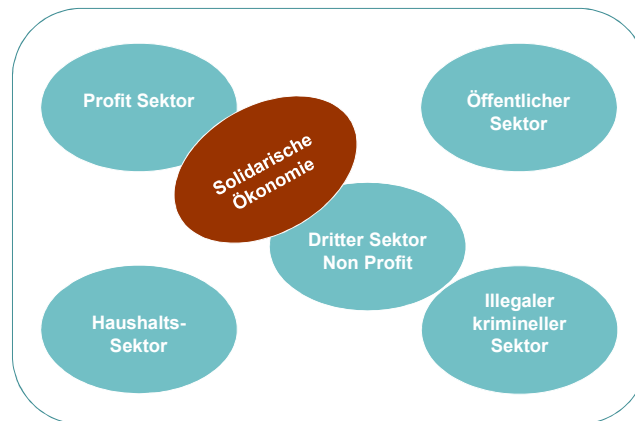 Profit Sektor
Öffentlicher
Sektor
Solidarische
Ökonomie
Dritter Sektor
Non Profit
Haushalts-
Sektor
Illegaler
krimineller
Sektor